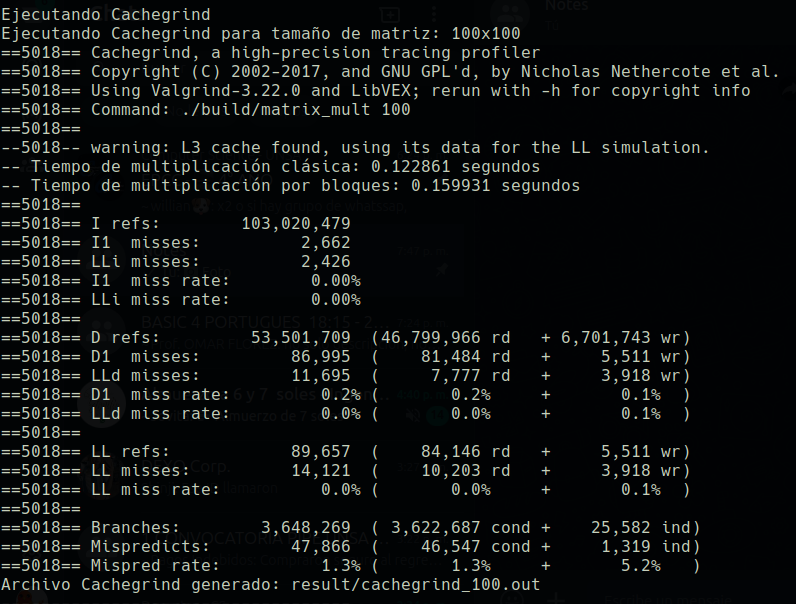 Ejecutando Cachegrind
Ejecutando Cachegrind para tamaño de matriz: 100x100
==5018== Cachegrind, a high-precision tracing profiler
==5018== Copyright (C) 2002-2017, and GNU GPL'd, by Nicholas Nethercote et al.
==5018== Using Valgrind-3.22.0 and LibVEX; rerun with -h for copyright info
==5018== Command: ./build/matrix_mult 100
==5018==
--5018-- warning: L3 cache found, using its data for the LL simulation.
-- Tiempo de multiplicación clásica: 0.122861 segundos
-- Tiempo de multiplicación por bloques: 0.159931 segundos
==5018==
==5018== I refs:        103,020,479
==5018== I1  misses:          2,662
==5018== LLi misses:          2,426
==5018== I1  miss rate:        0.00%
==5018== LLi miss rate:        0.00%
==5018==
==5018== D refs:         53,501,709  (46,799,966 rd   + 6,701,743 wr)
==5018== D1  misses:         86,995  (    81,484 rd   +     5,511 wr)
==5018== LLd misses:         11,695  (     7,777 rd   +     3,918 wr)
==5018== D1  miss rate:         0.2% (       0.2%     +       0.1%  )
==5018== LLd miss rate:         0.0% (       0.0%     +       0.1%  )
==5018==
==5018== LL refs:            89,657  (    84,146 rd   +     5,511 wr)
==5018== LL misses:          14,121  (    10,203 rd   +     3,918 wr)
==5018== LL miss rate:          0.0% (       0.0%     +       0.1%  )
==5018==
==5018== Branches:        3,648,269  ( 3,622,687 cond +    25,582 ind)
==5018== Mispredicts:        47,866  (    46,547 cond +     1,319 ind)
==5018== Mispred rate:          1.3% (       1.3%     +       5.2%   )
Archivo Cachegrind generado: result/cachegrind_100.out